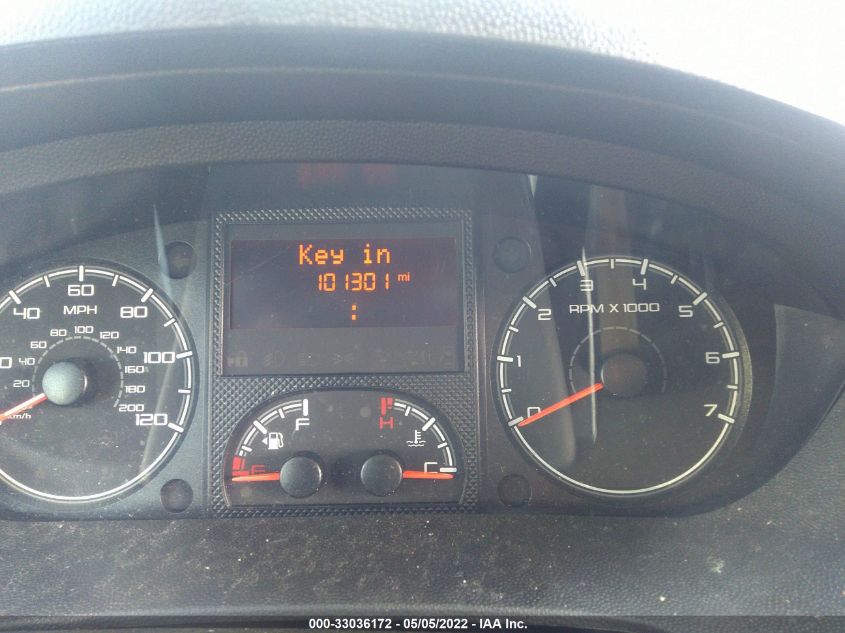 Key in
101301 mi
:
40 60 80 100 120
MPH
20 40 60 80 100 120 140 160 180 200
km/h
F
E
H
C
0 1 2 3 4 5 6 7
RPM X 1000
000-33036172 - 05/05/2022 - IAA Inc.